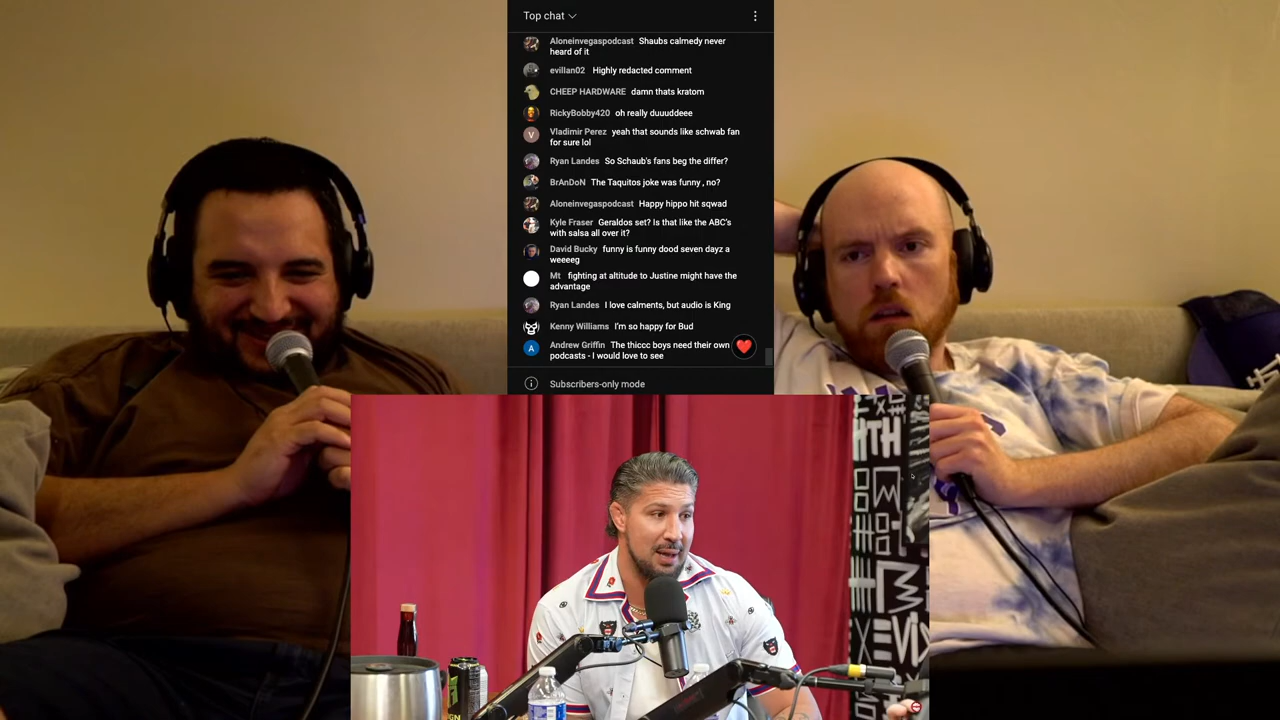 Top chat
Aloneinvegaspodcast Shaubs calmedy never
heard of it
evillan02 Highly redacted comment
CHEEP HARDWARE damn thats kratom
RickyBobby420 oh really duuuddeee
V
Vladimir Perez yeah that sounds like schwab fan
for sure lol
Ryan Landes So Schaub's fans beg the differ?
BrAnDoN The Taquitos joke was funny , no?
Aloneinvegaspodcast Happy hippo hit sqwad
Kyle Fraser Geraldos set? Is that like the ABC's
with salsa all over it?
David Bucky funny is funny dood seven dayz a
weeeeg
Mt fighting at altitude to Justine might have the
advantage
Ryan Landes I love calments, but audio is King
Kenny Williams I'm so happy for Bud
A
Andrew Griffin The thiccc boys need their own
podcasts - I would love to see
Subscribers-only mode